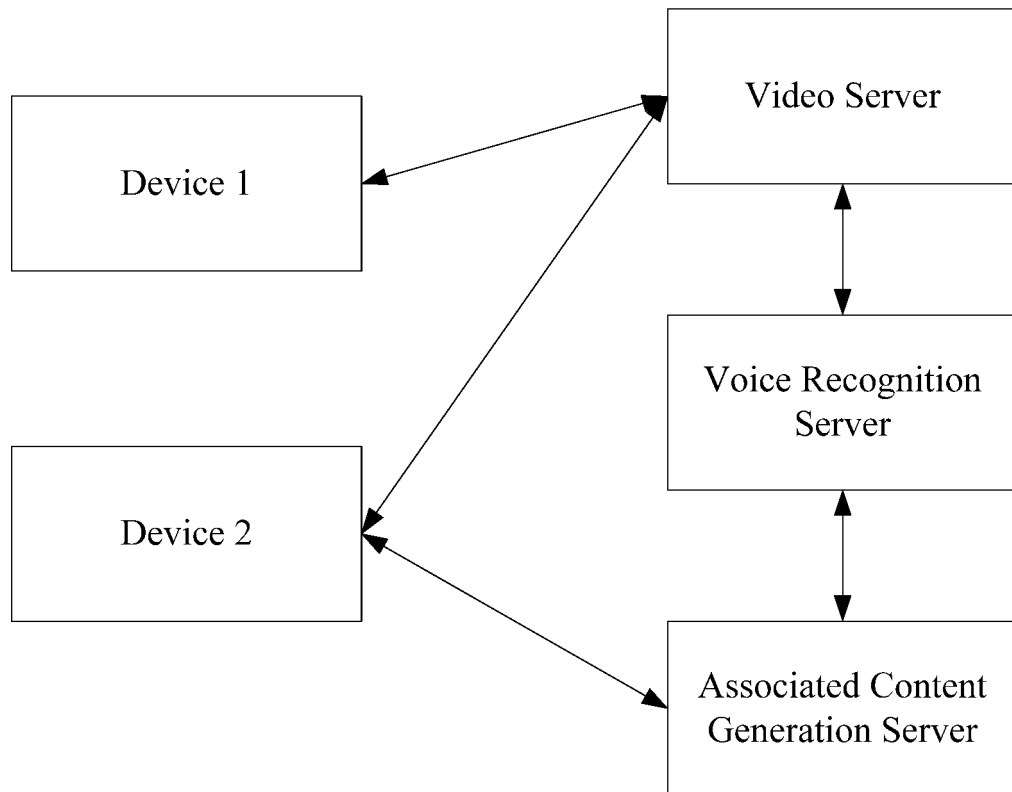 Video Server
Device 1
Voice Recognition
Server
Device 2
Associated Content
Generation Server